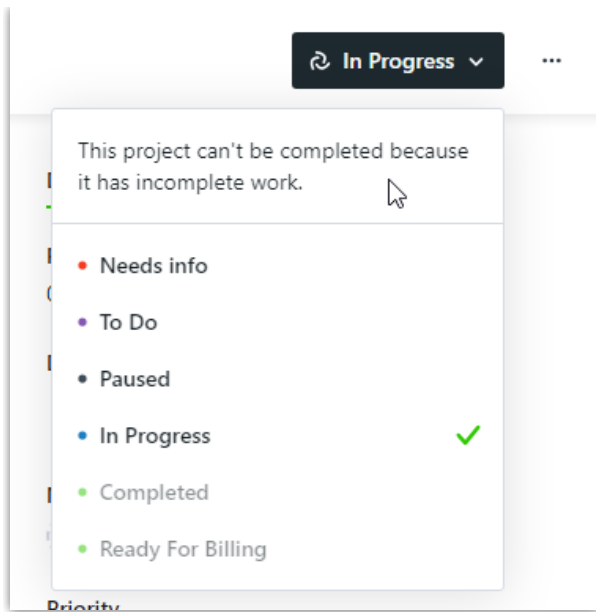 In Progress
This project can't be completed because
it has incomplete work.
Needs info
To Do
Paused
In Progress
Completed
Ready For Billing
Priority